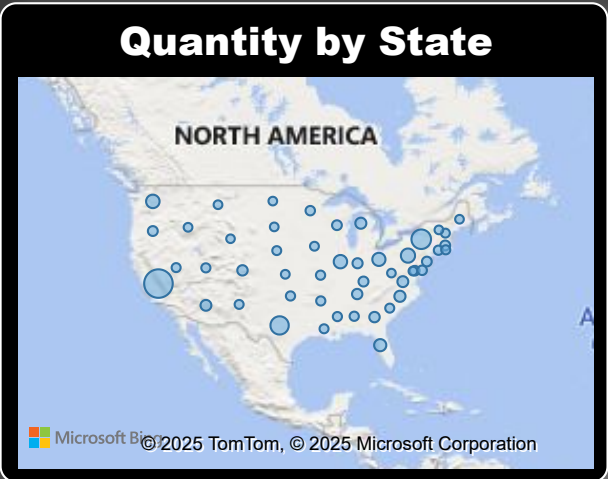 Quantity by State
NORTH AMERICA
A
Microsoft Bing
© 2025 TomTom, © 2025 Microsoft Corporation